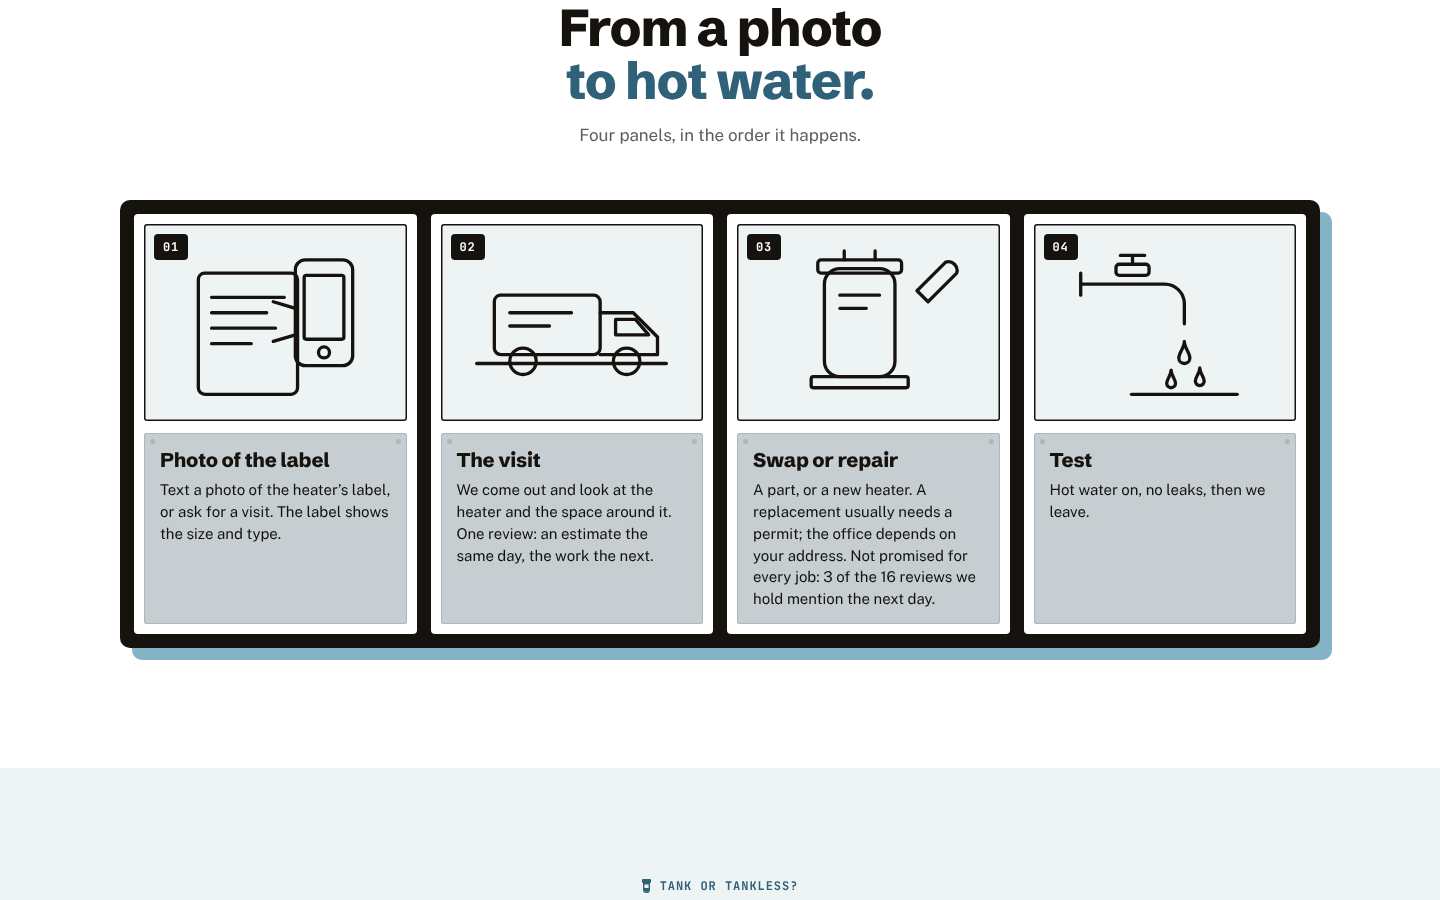 From a photo
to hot water.
Four panels, in the order it happens.
01
Photo of the label
Text a photo of the heater’s label,
or ask for a visit. The label shows
the size and type.
02
The visit
We come out and look at the
heater and the space around it.
One review: an estimate the
same day, the work the next.
03
Swap or repair
A part, or a new heater. A
replacement usually needs a
permit; the office depends on
your address. Not promised for
every job: 3 of the 16 reviews we
hold mention the next day.
04
Test
Hot water on, no leaks, then we
leave.
TANK OR TANKLESS?